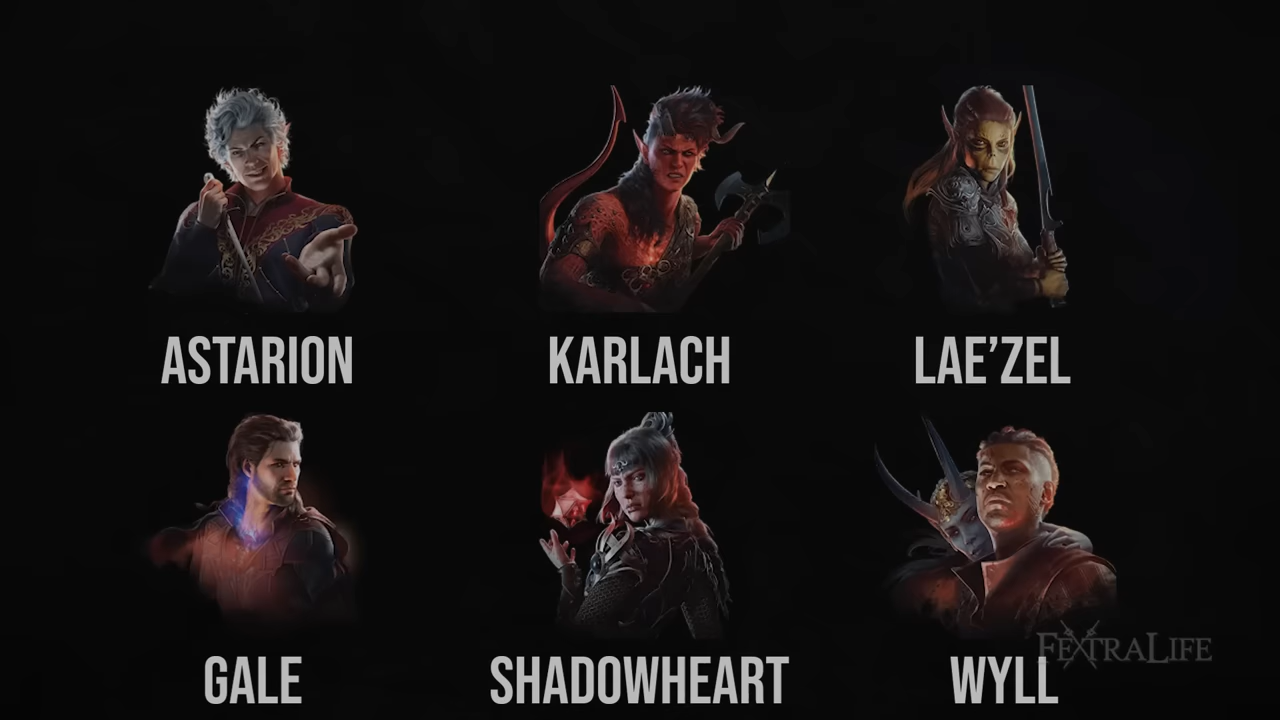 ASTARION
KARLACH
LAE’ZEL
GALE
SHADOWHEART
WYLL
FEXTRALIFE